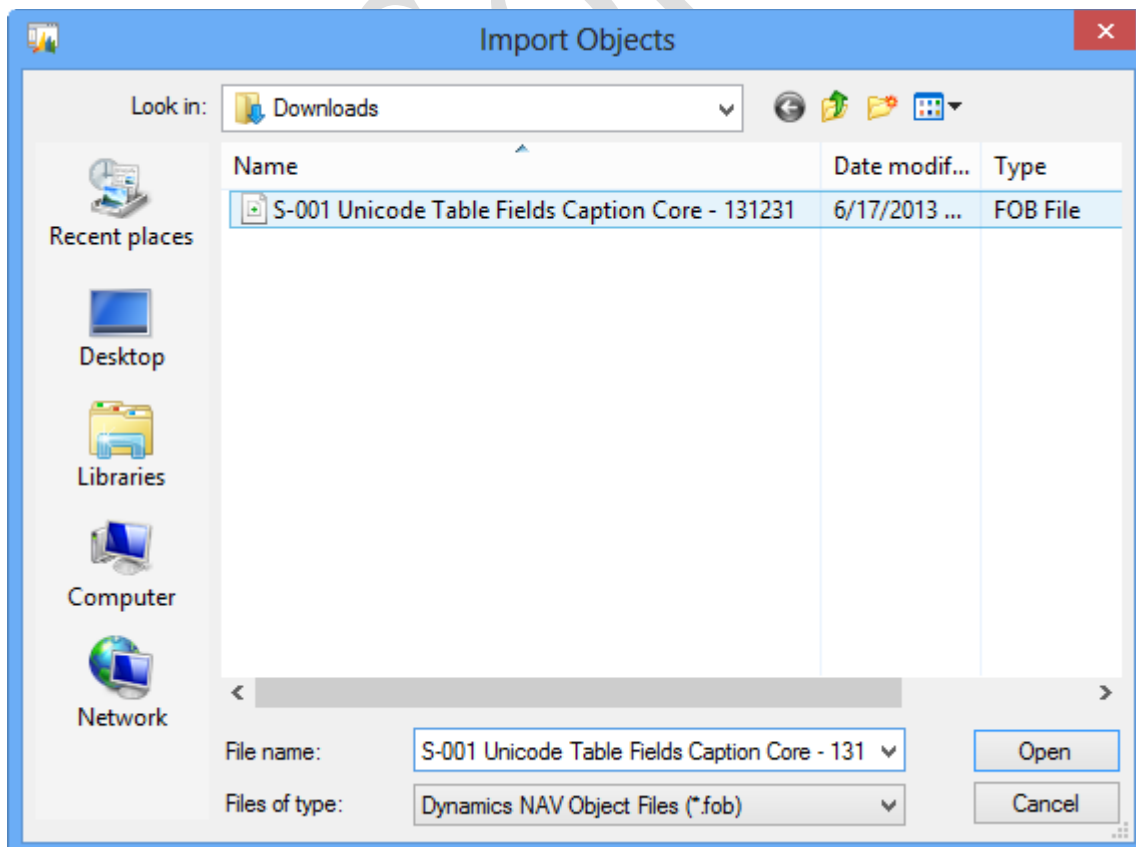 Import Objects
Look in: Downloads
Name Date modif... Type
S-001 Unicode Table Fields Caption Core - 131231 6/17/2013 ... FOB File
Recent places
Desktop
Libraries
Computer
Network
File name: S-001 Unicode Table Fields Caption Core - 131 Open
Files of type: Dynamics NAV Object Files (*.fob) Cancel